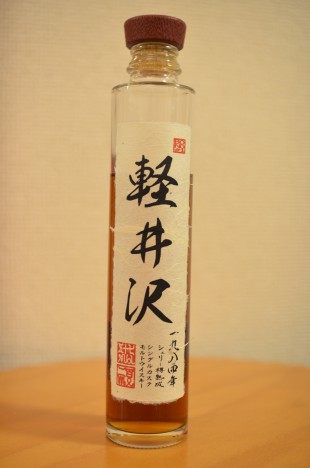 軽井沢
一九八四年
シェリー樽熟成
シングルカスク
モルトウイスキー